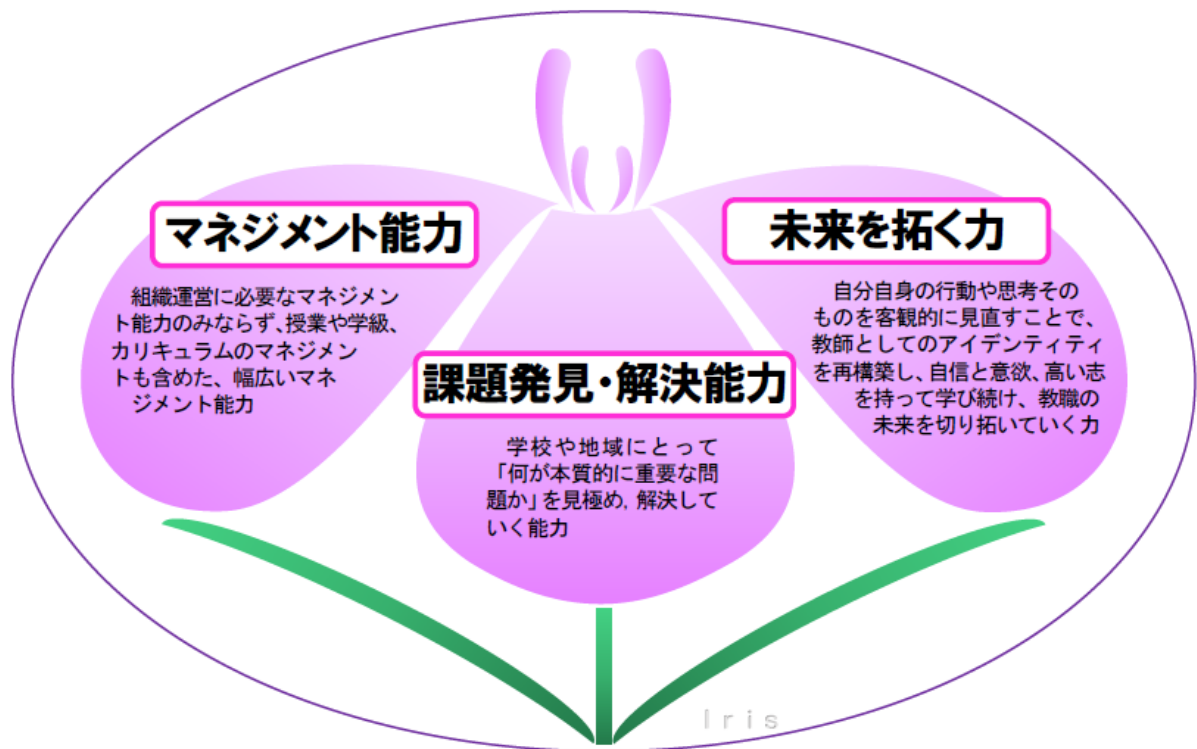 マネジメント能力
組織運営に必要なマネジメン
ト能力のみならず、授業や学級、
カリキュラムのマネジメン
トも含めた、幅広いマネ
ジメント能力
課題発見・解決能力
学校や地域にとって
「何が本質的に重要な問
題か」を見極め，解決して
いく能力
未来を拓く力
自分自身の行動や思考その
ものを客観的に見直すことで、
教師としてのアイデンティティ
を再構築し、自信と意欲、高い志
を持って学び続け、教職の
未来を切り拓いていく力
Iris